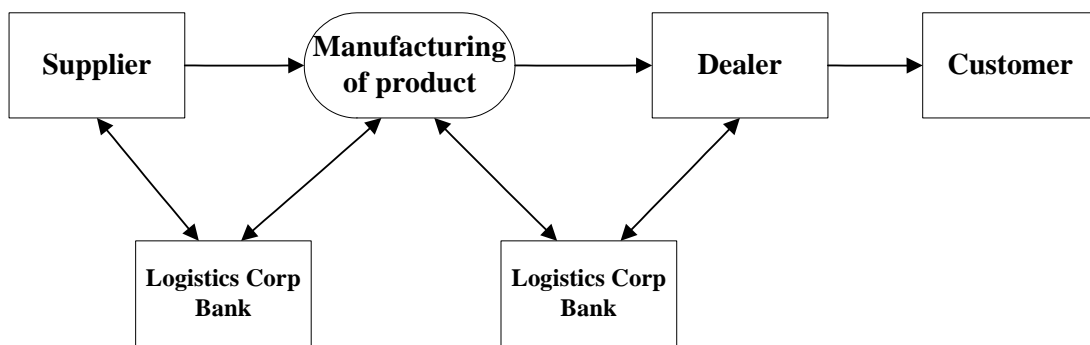 Supplier
Manufacturing
of product
Dealer
Customer
Logistics Corp
Bank
Logistics Corp
Bank